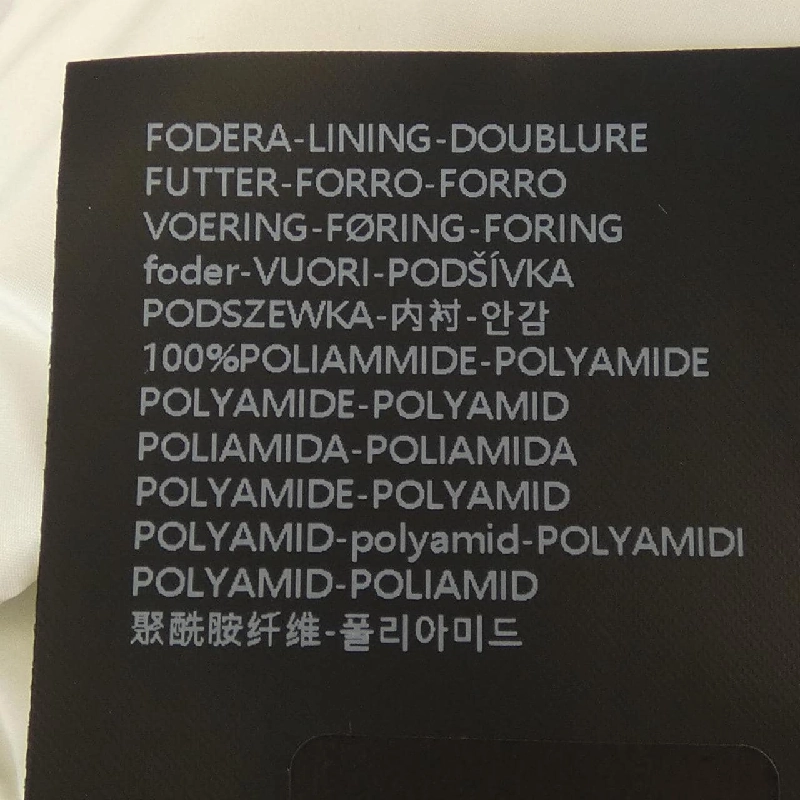 FODERA-LINING-DOUBLURE
FUTTER-FORRO-FORRO
VOERING-FØRING-FORING
foder-VUORI-PODŠÍVKA
PODSZEWKA-内衬-안감
100%POLIAMMIDE-POLYAMIDE
POLYAMIDE-POLYAMID
POLIAMIDA-POLIAMIDA
POLYAMIDE-POLYAMID
POLYAMID-polyamid-POLYAMIDI
POLYAMID-POLIAMID
聚酰胺纤维-폴리아미드